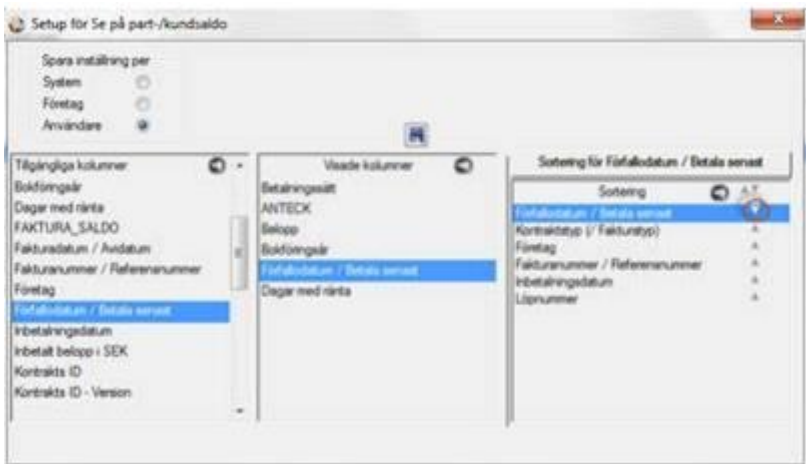 Setup för Se på part-/kundsaldo
Spara inställning per
System
Företag
Användare
Tillgängliga kolumner
Bokföringsår
Dagar med ränta
FAKTURA_SALDO
Fakturadatum / Avidatum
Fakturanummer / Referensnummer
Företag
Förfallodatum / Betala senast
Inbetalningsdatum
Inbetalt belopp i SEK
Kontrakts ID
Kontrakts ID - Version
Visade kolumner
Betalningssätt
ANTECK
Belopp
Bokföringsår
Förfallodatum / Betala senast
Dagar med ränta
Sortering för Förfallodatum / Betala senast
Sortering
Förfallodatum / Betala senast
Kontraktstyp (/ Fakturatyp)
Företag
Fakturanummer / Referensnummer
Inbetalningsdatum
Löpnummer